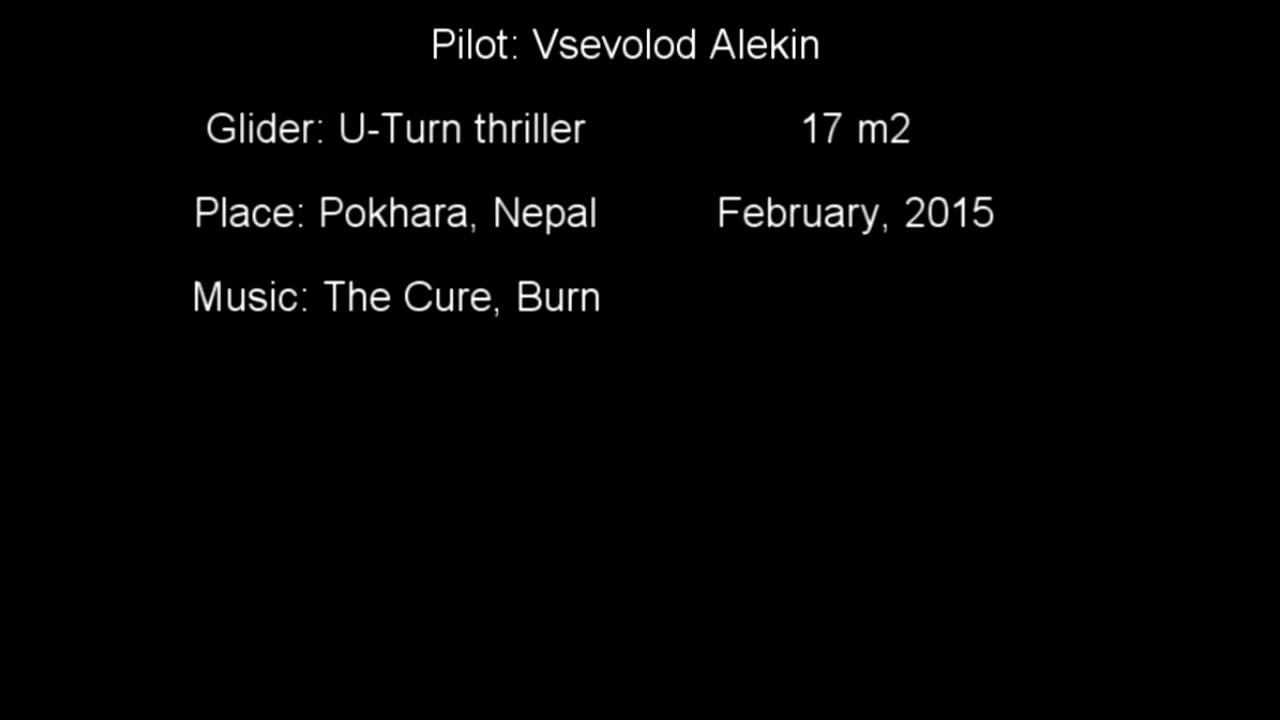 Pilot: Vsevolod Alekin
Glider: U-Turn thriller 17 m2
Place: Pokhara, Nepal February, 2015
Music: The Cure, Burn